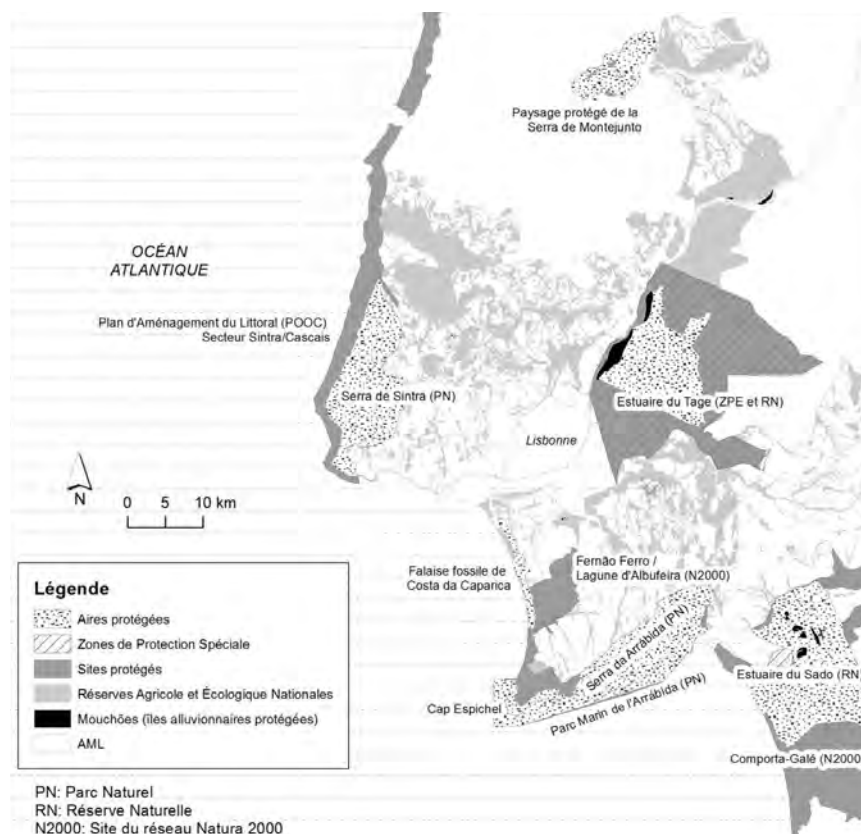 Paysage protégé de la
Serra de Montejunto
OCÉAN
ATLANTIQUE
Plan d'Aménagement du Littoral (POOC)
Secteur Sintra/Cascais
Serra de Sintra (PN)
Estuaire du Tage (ZPE et RN)
Lisbonne
N
0 5 10 km
Falaise fossile de
Costa da Caparica
Fernão Ferro /
Lagune d'Albufeira (N2000)
Serra da Arrábida (PN)
Estuaire du Sado (RN)
Cap Espichel
Parc Marin de l'Arrábida (PN)
Comporta-Galé (N2000
Légende
Aires protégées
Zones de Protection Spéciale
Sites protégés
Réserves Agricole et Écologique Nationales
Mouchões (îles alluvionnaires protégées)
AML
PN: Parc Naturel
RN: Réserve Naturelle
N2000: Site du réseau Natura 2000